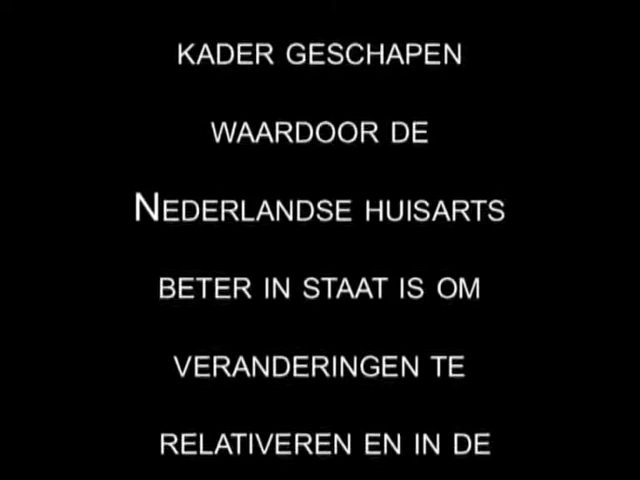 KADER GESCHAPEN
WAARDOOR DE
NEDERLANDSE HUISARTS
BETER IN STAAT IS OM
VERANDERINGEN TE
RELATIVEREN EN IN DE